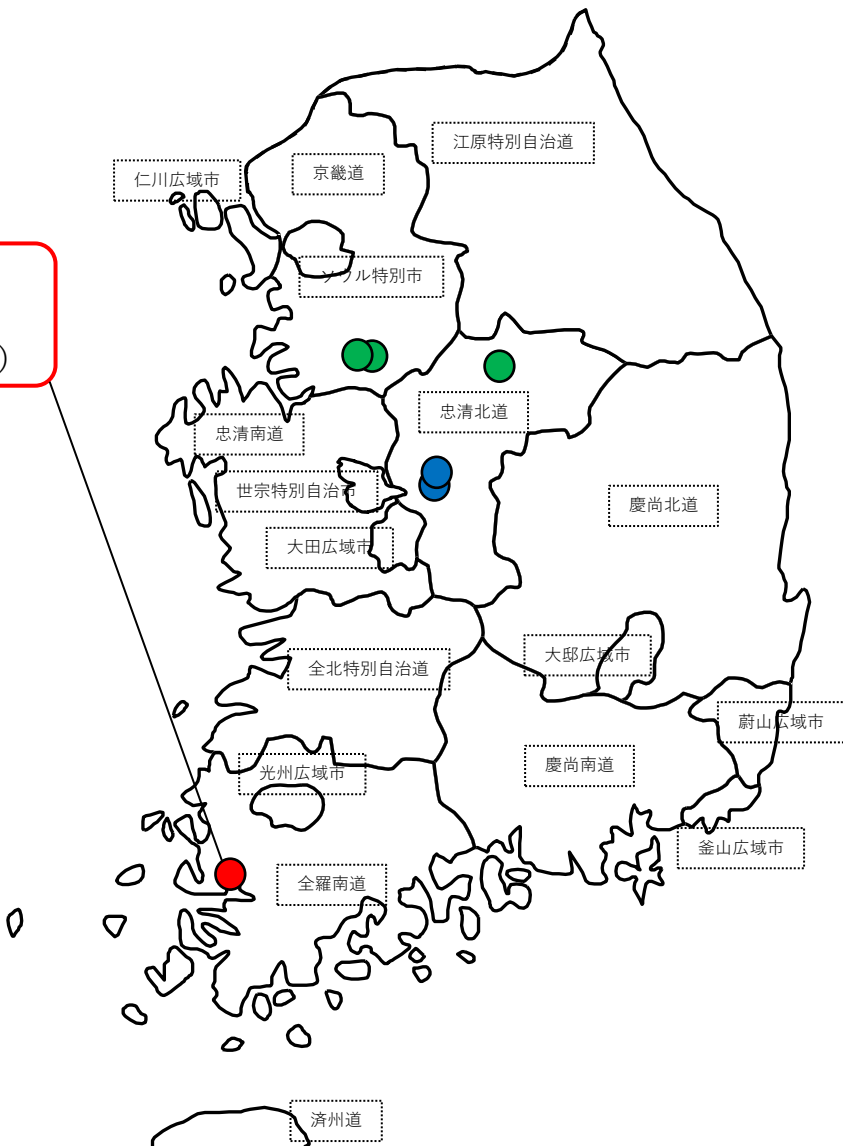 江原特別自治道
京畿道
仁川広域市
ソウル特別市
忠清北道
忠清南道
世宗特別自治市
慶尚北道
大田広域市
大邱広域市
全北特別自治道
蔚山広域市
慶尚南道
光州広域市
釜山広域市
全羅南道
済州道